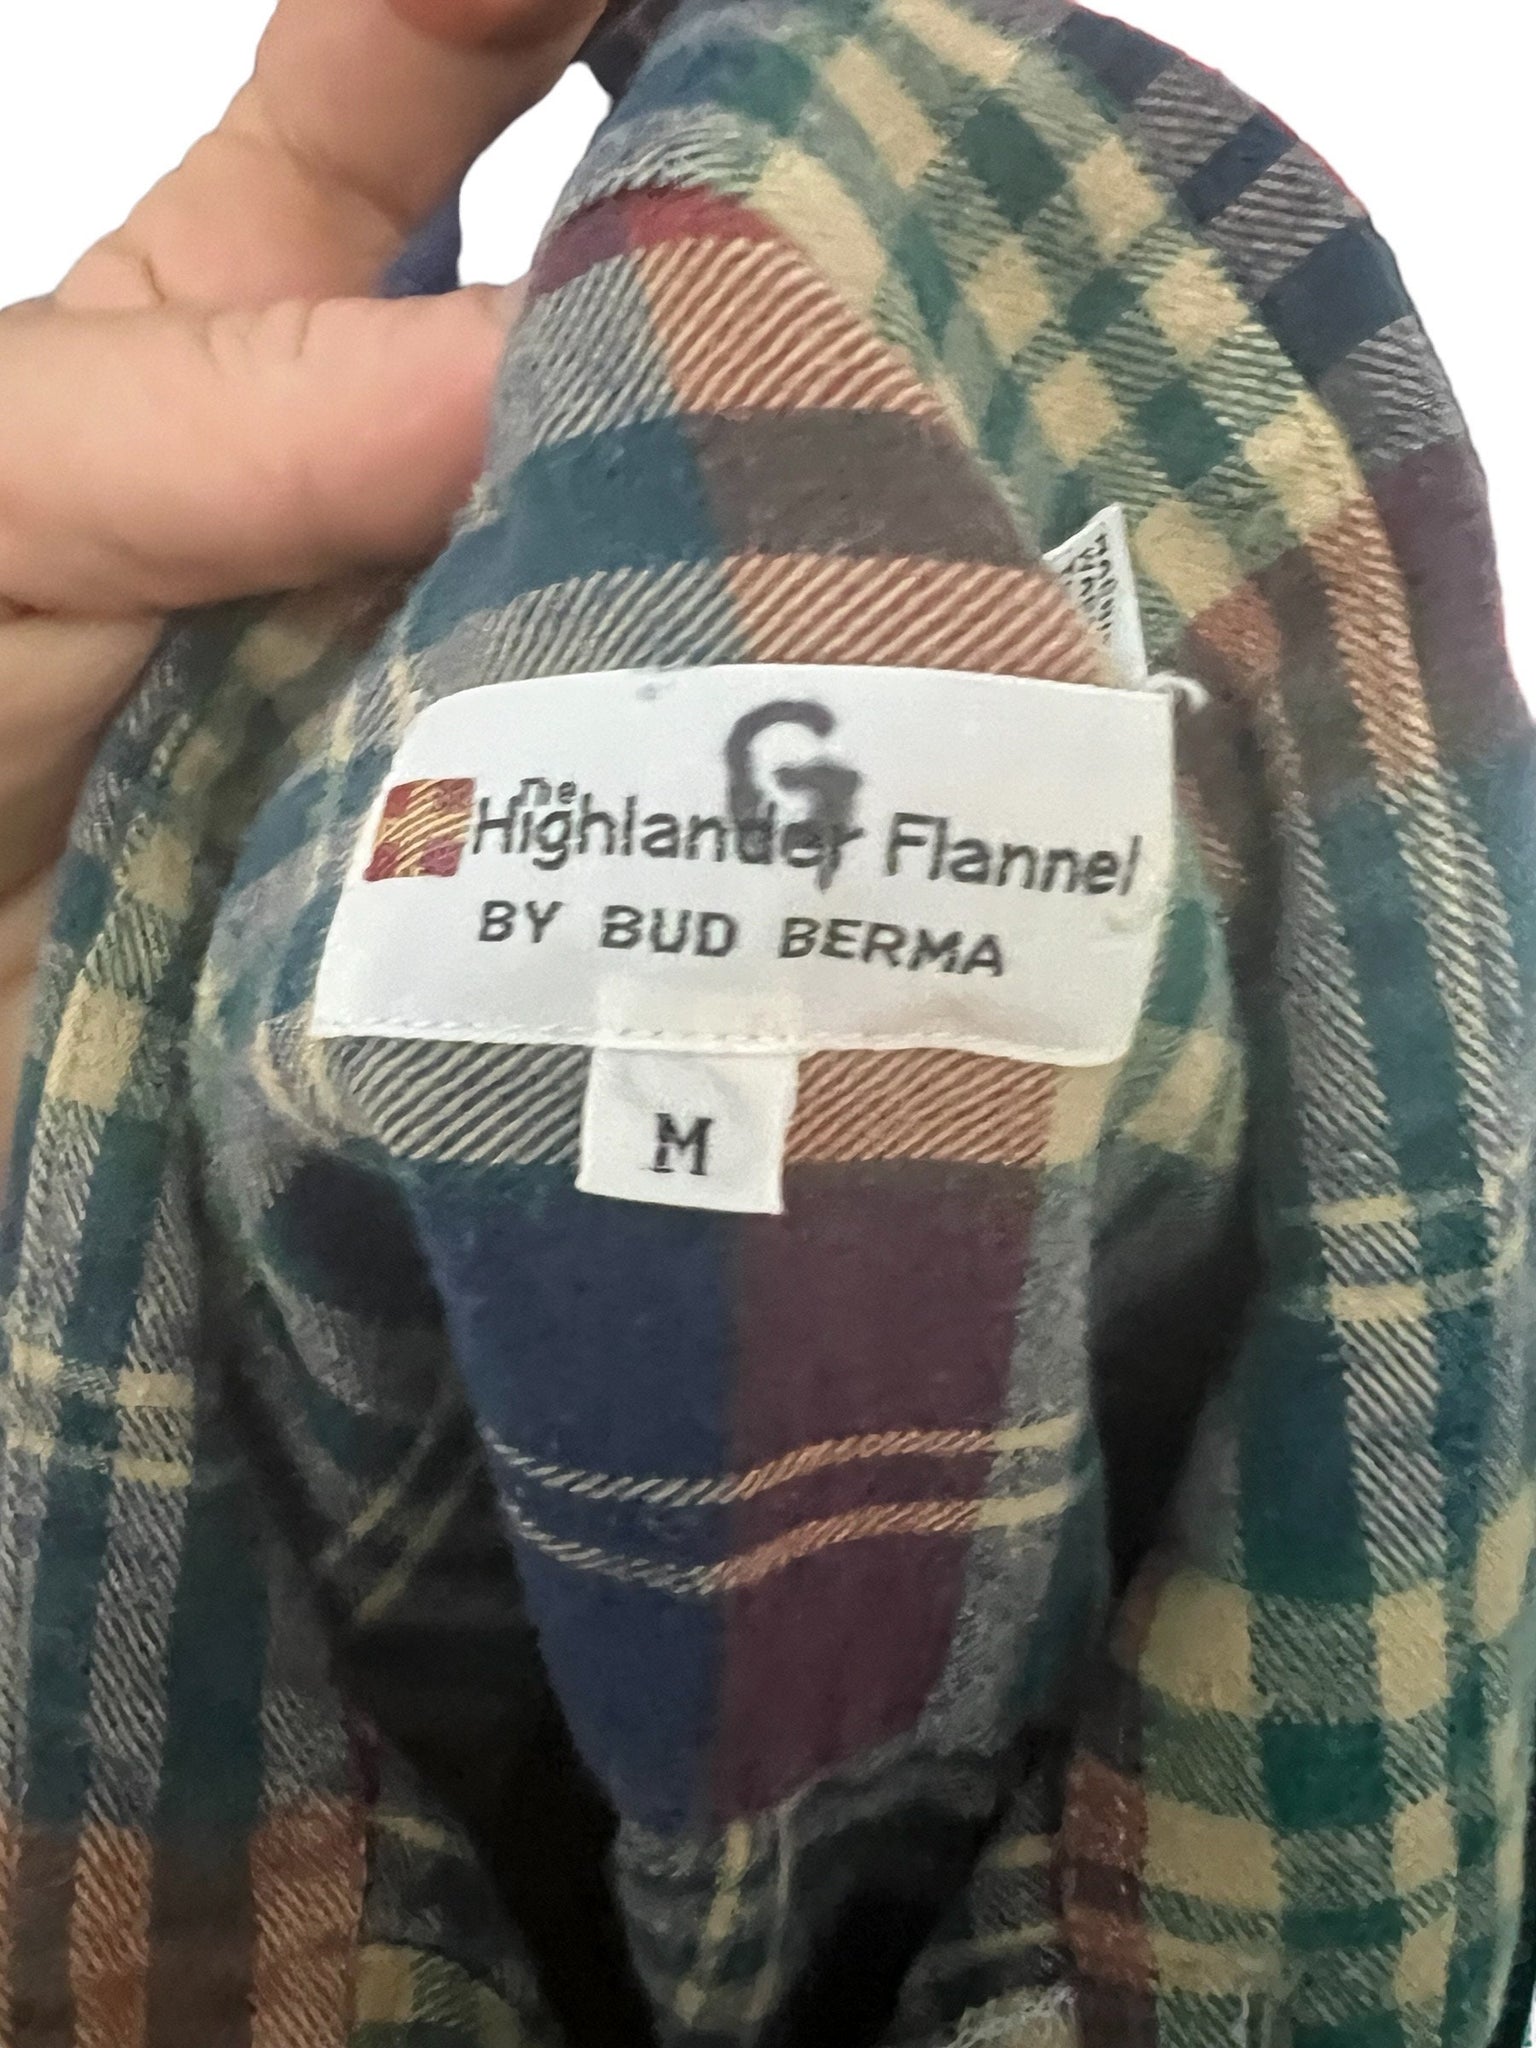 G
The
Highlander Flannel
BY BUD BERMA
M